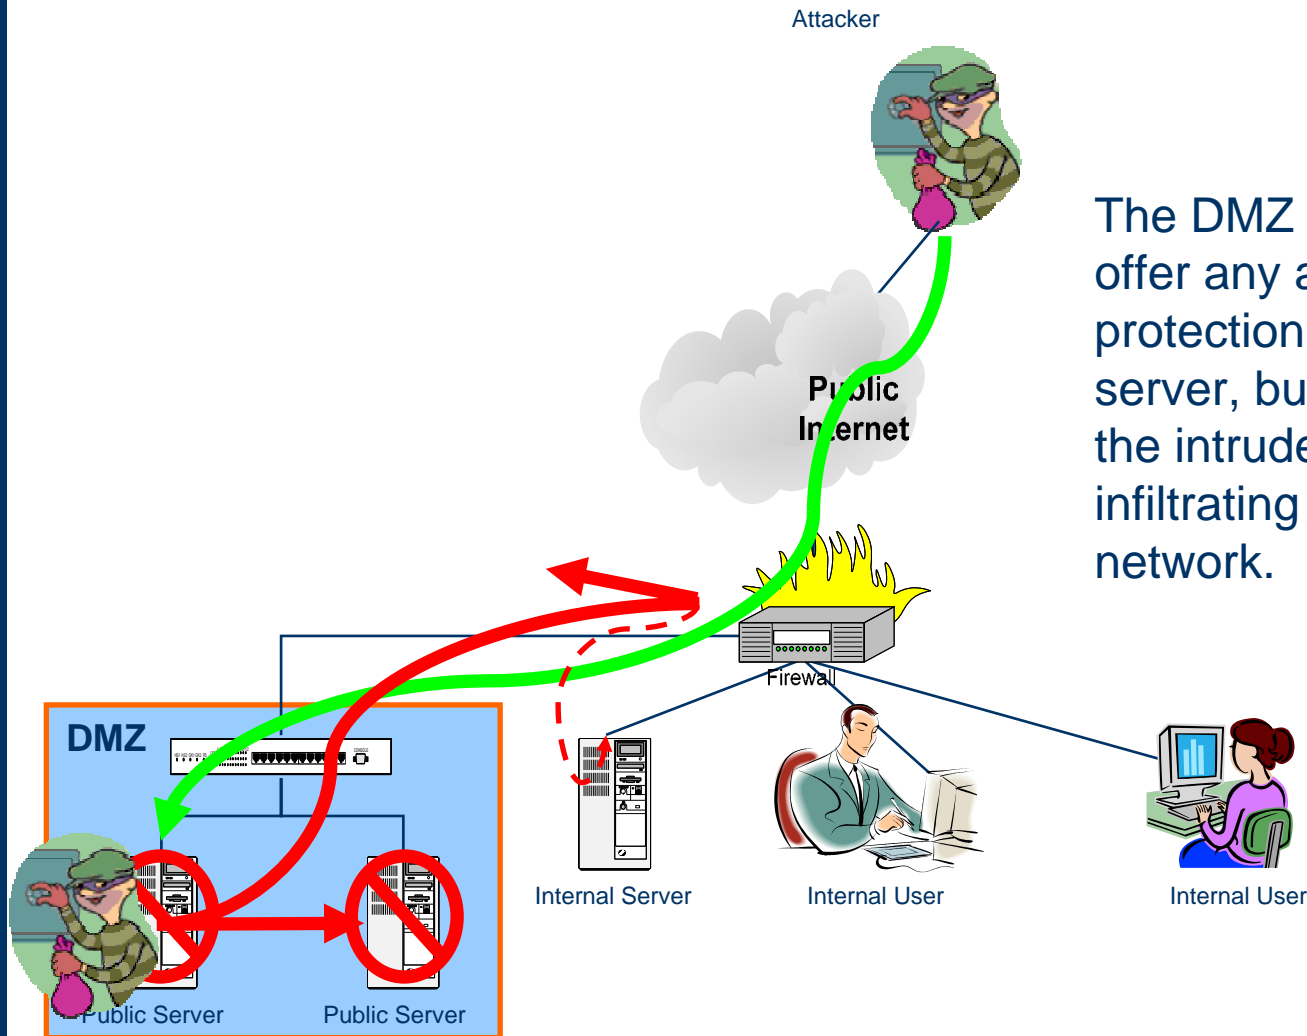 Attacker
The DMZ
offer any a
protection
server, bu
the intrude
infiltrating
network.
Public
Internet
Firewall
DMZ
CONSOLE
Internal Server
Internal User
Internal User
Public Server
Public Server